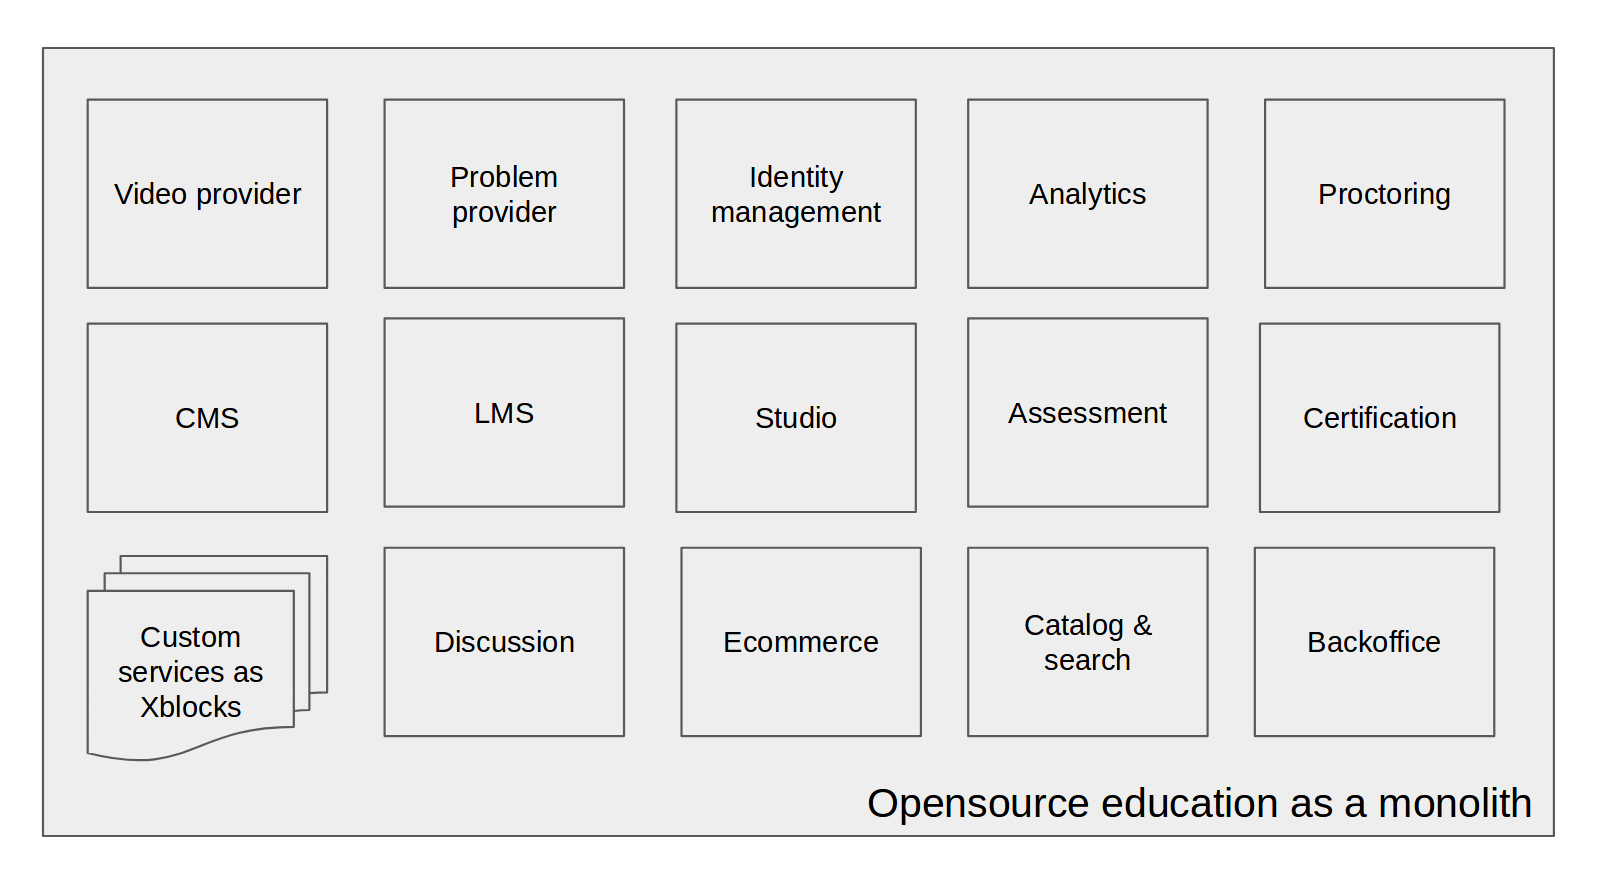 Video provider
Problem
provider
Identity
management
Analytics
Proctoring
CMS
LMS
Studio
Assessment
Certification
Custom
services as
Xblocks
Discussion
Ecommerce
Catalog &
search
Backoffice
Opensource education as a monolith